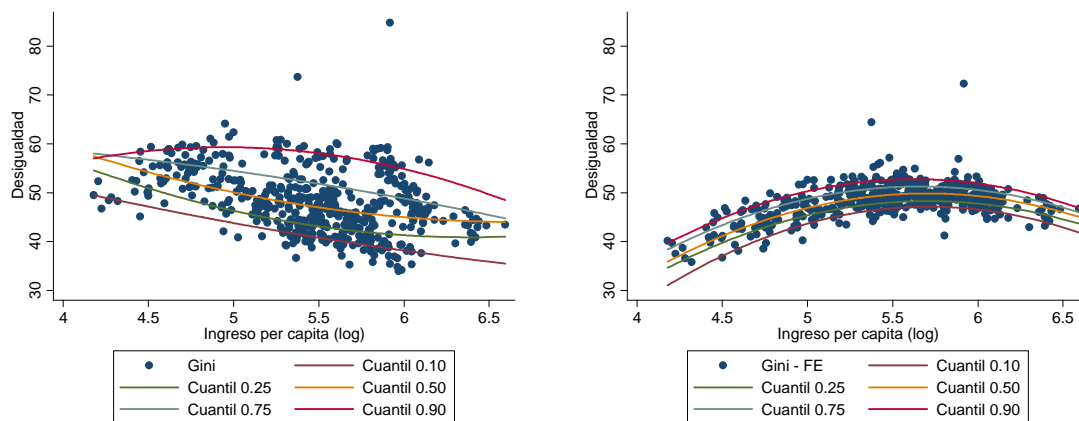 80
70
60
50
40
30
Desigualdad
4 4.5 5 5.5 6 6.5
Ingreso per capita (log)
Gini Cuantil 0.10
Cuantil 0.25 Cuantil 0.50
Cuantil 0.75 Cuantil 0.90
80
70
60
50
40
30
Desigualdad
4 4.5 5 5.5 6 6.5
Ingreso per capita (log)
Gini - FE Cuantil 0.10
Cuantil 0.25 Cuantil 0.50
Cuantil 0.75 Cuantil 0.90